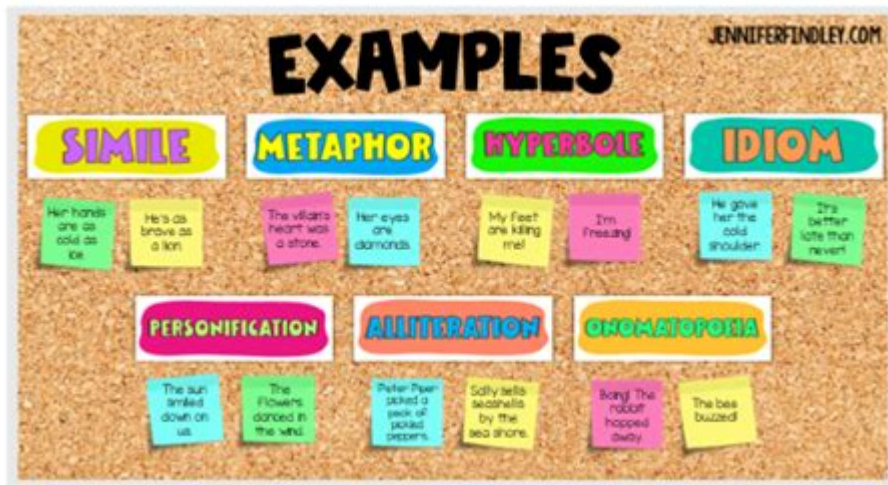 JENNIFERFINDLEY.COM
EXAMPLES
SIMILE
METAPHOR
HYPERBOLE
IDIOM
Her hands
are as
cold as
ice.
He's as
brave as
a lion.
The villain's
heart was
a stone.
Her eyes
are
diamonds.
My feet
are killing
me!
I'm
freezing!
He gave
her the
cold
shoulder.
It's
better
late than
never!
PERSONIFICATION
ALLITERATION
ONOMATOPOEIA
The sun
smiled
down on
us.
The
flowers
danced in
the wind.
Peter Piper
picked a
peck of
pickled
peppers.
Sally sells
seashells
by the
sea shore.
Boing! The
rabbit
hopped
away.
The bee
buzzed!